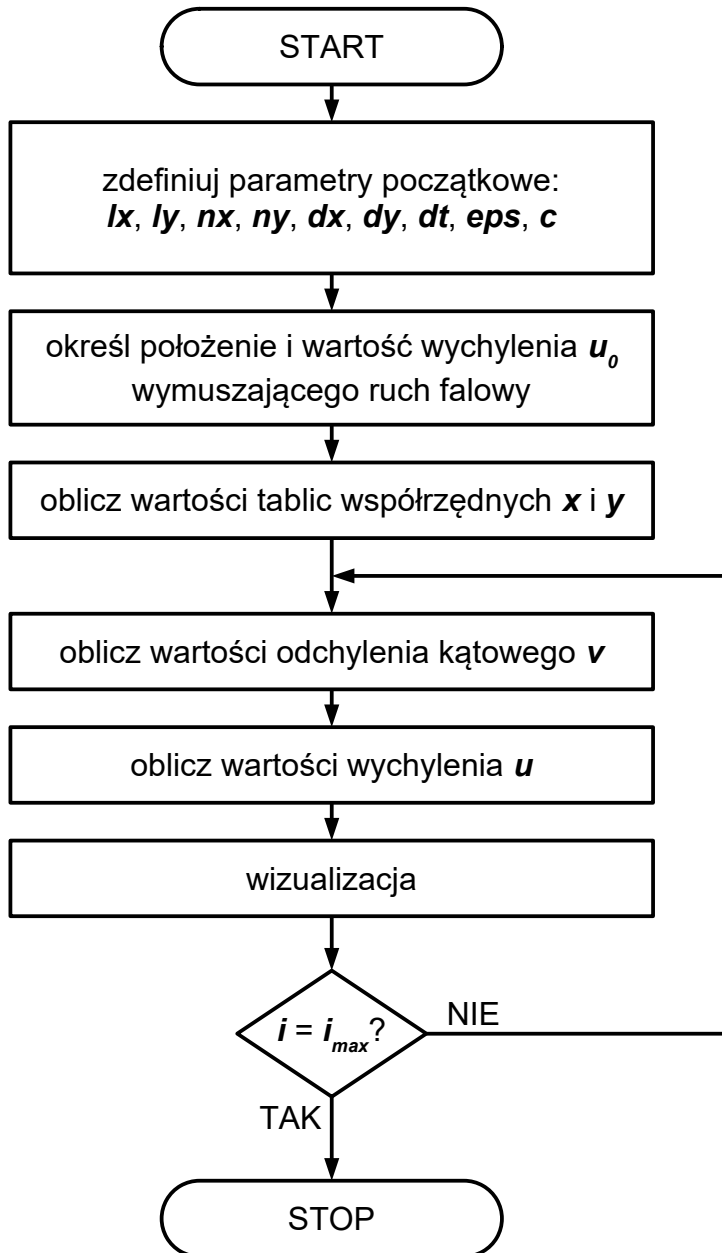 START
zdefiniuj parametry początkowe:
lx, ly, nx, ny, dx, dy, dt, eps, c
określ położenie i wartość wychylenia u₀
wymuszającego ruch falowy
oblicz wartości tablic współrzędnych x i y
oblicz wartości odchylenia kątowego v
oblicz wartości wychylenia u
wizualizacja
i = i_max?
NIE
TAK
STOP